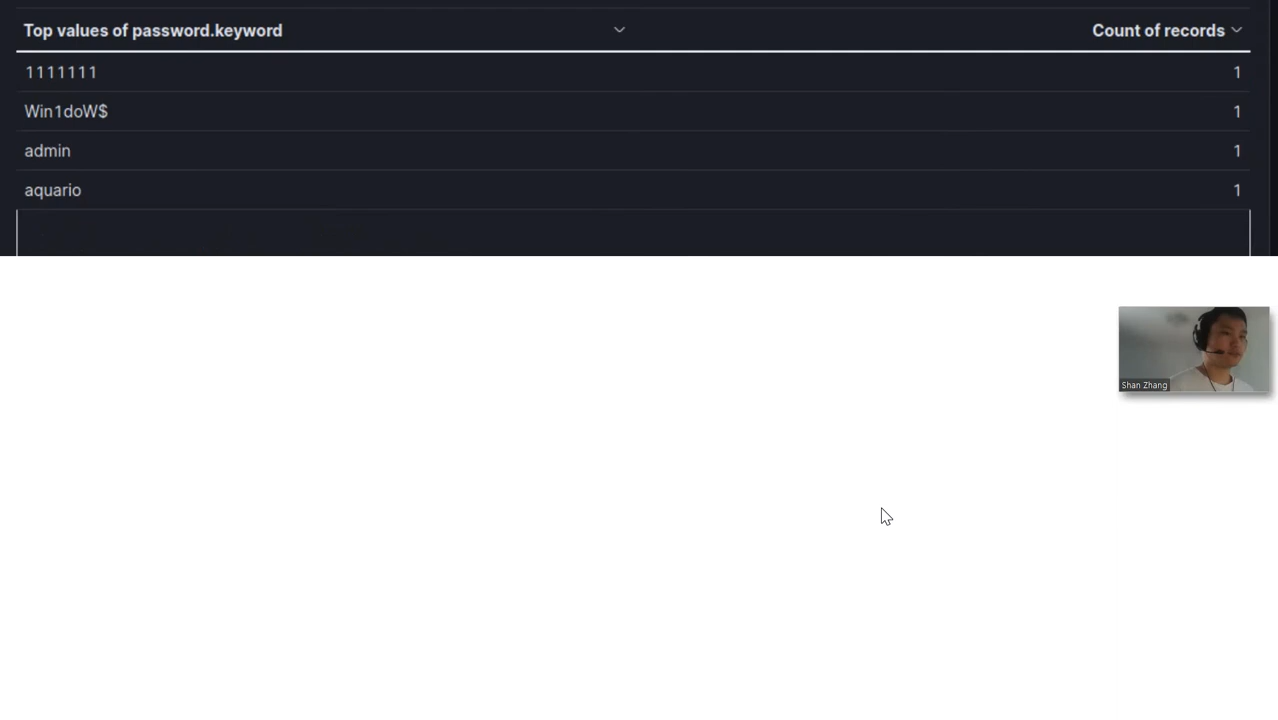 Top values of password.keyword Count of records
1111111 1
Win1doW$ 1
admin 1
aquario 1
Shan Zhang